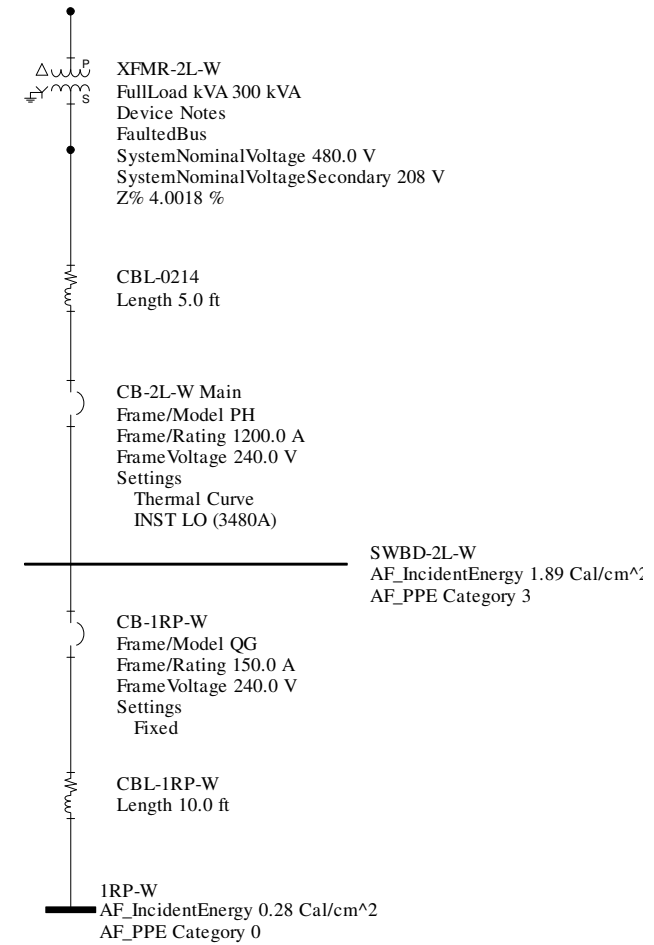 P
XFMR-2L-W
FullLoad kVA 300 kVA
S
Device Notes
FaultedBus
SystemNominalVoltage 480.0 V
SystemNominalVoltageSecondary 208 V
Z% 4.0018 %
CBL-0214
Length 5.0 ft
CB-2L-W Main
Frame/Model PH
Frame/Rating 1200.0 A
FrameVoltage 240.0 V
Settings
Thermal Curve
INST LO (3480A)
SWBD-2L-W
AF_IncidentEnergy 1.89 Cal/cm^2
AF_PPE Category 3
CB-1RP-W
Frame/Model QG
Frame/Rating 150.0 A
FrameVoltage 240.0 V
Settings
Fixed
CBL-1RP-W
Length 10.0 ft
1RP-W
AF_IncidentEnergy 0.28 Cal/cm^2
AF_PPE Category 0